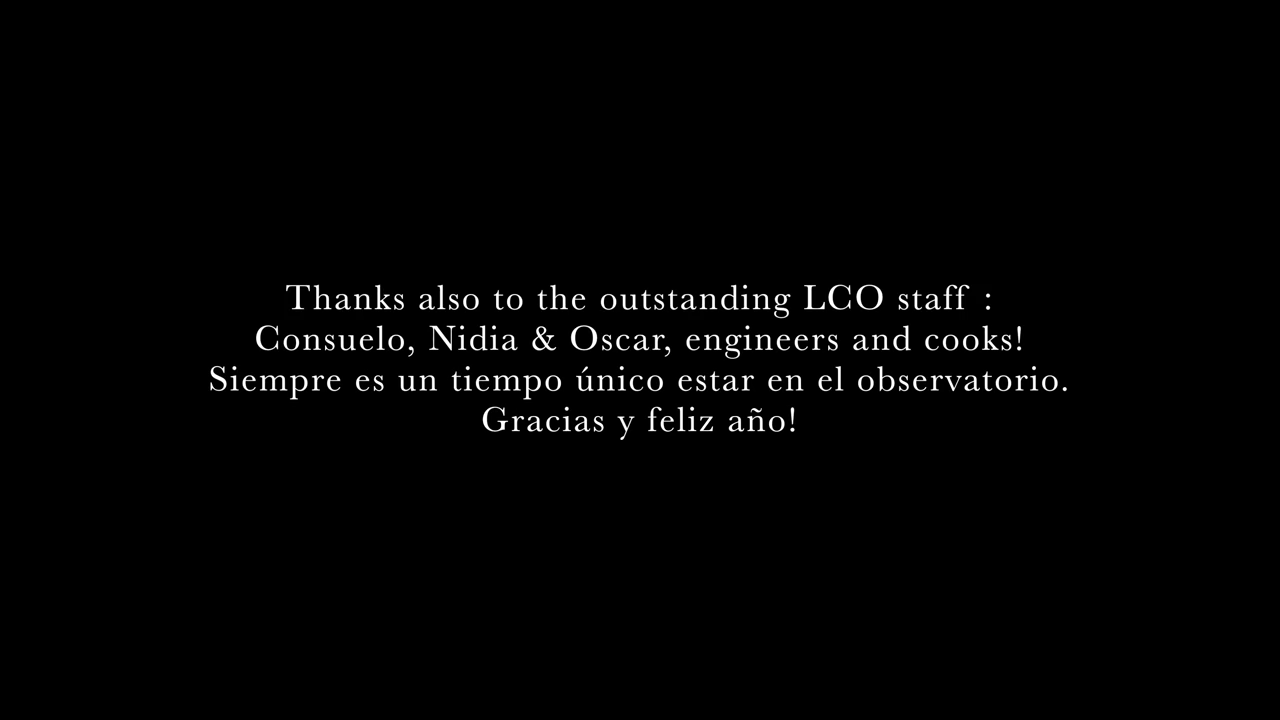 Thanks also to the outstanding LCO staff :
Consuelo, Nidia & Oscar, engineers and cooks!
Siempre es un tiempo único estar en el observatorio.
Gracias y feliz año!